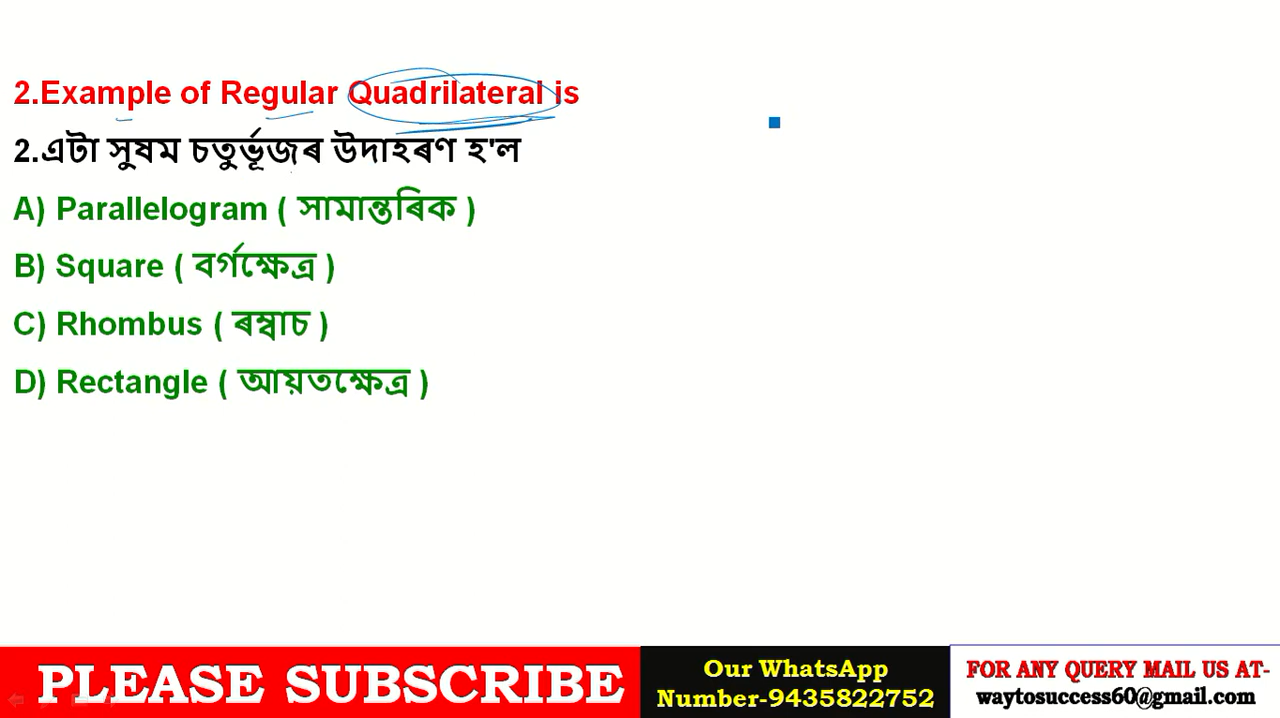 2.Example of Regular Quadrilateral is
2.এটা সুষম চতুৰ্ভূজৰ উদাহৰণ হ'ল
A) Parallelogram ( সামান্তৰিক )
B) Square ( বৰ্গক্ষেত্ৰ )
C) Rhombus ( ৰম্বাচ )
D) Rectangle ( আয়তক্ষেত্ৰ )
PLEASE SUBSCRIBE
Our WhatsApp
Number-9435822752
FOR ANY QUERY MAIL US AT-
waytosuccess60@gmail.com